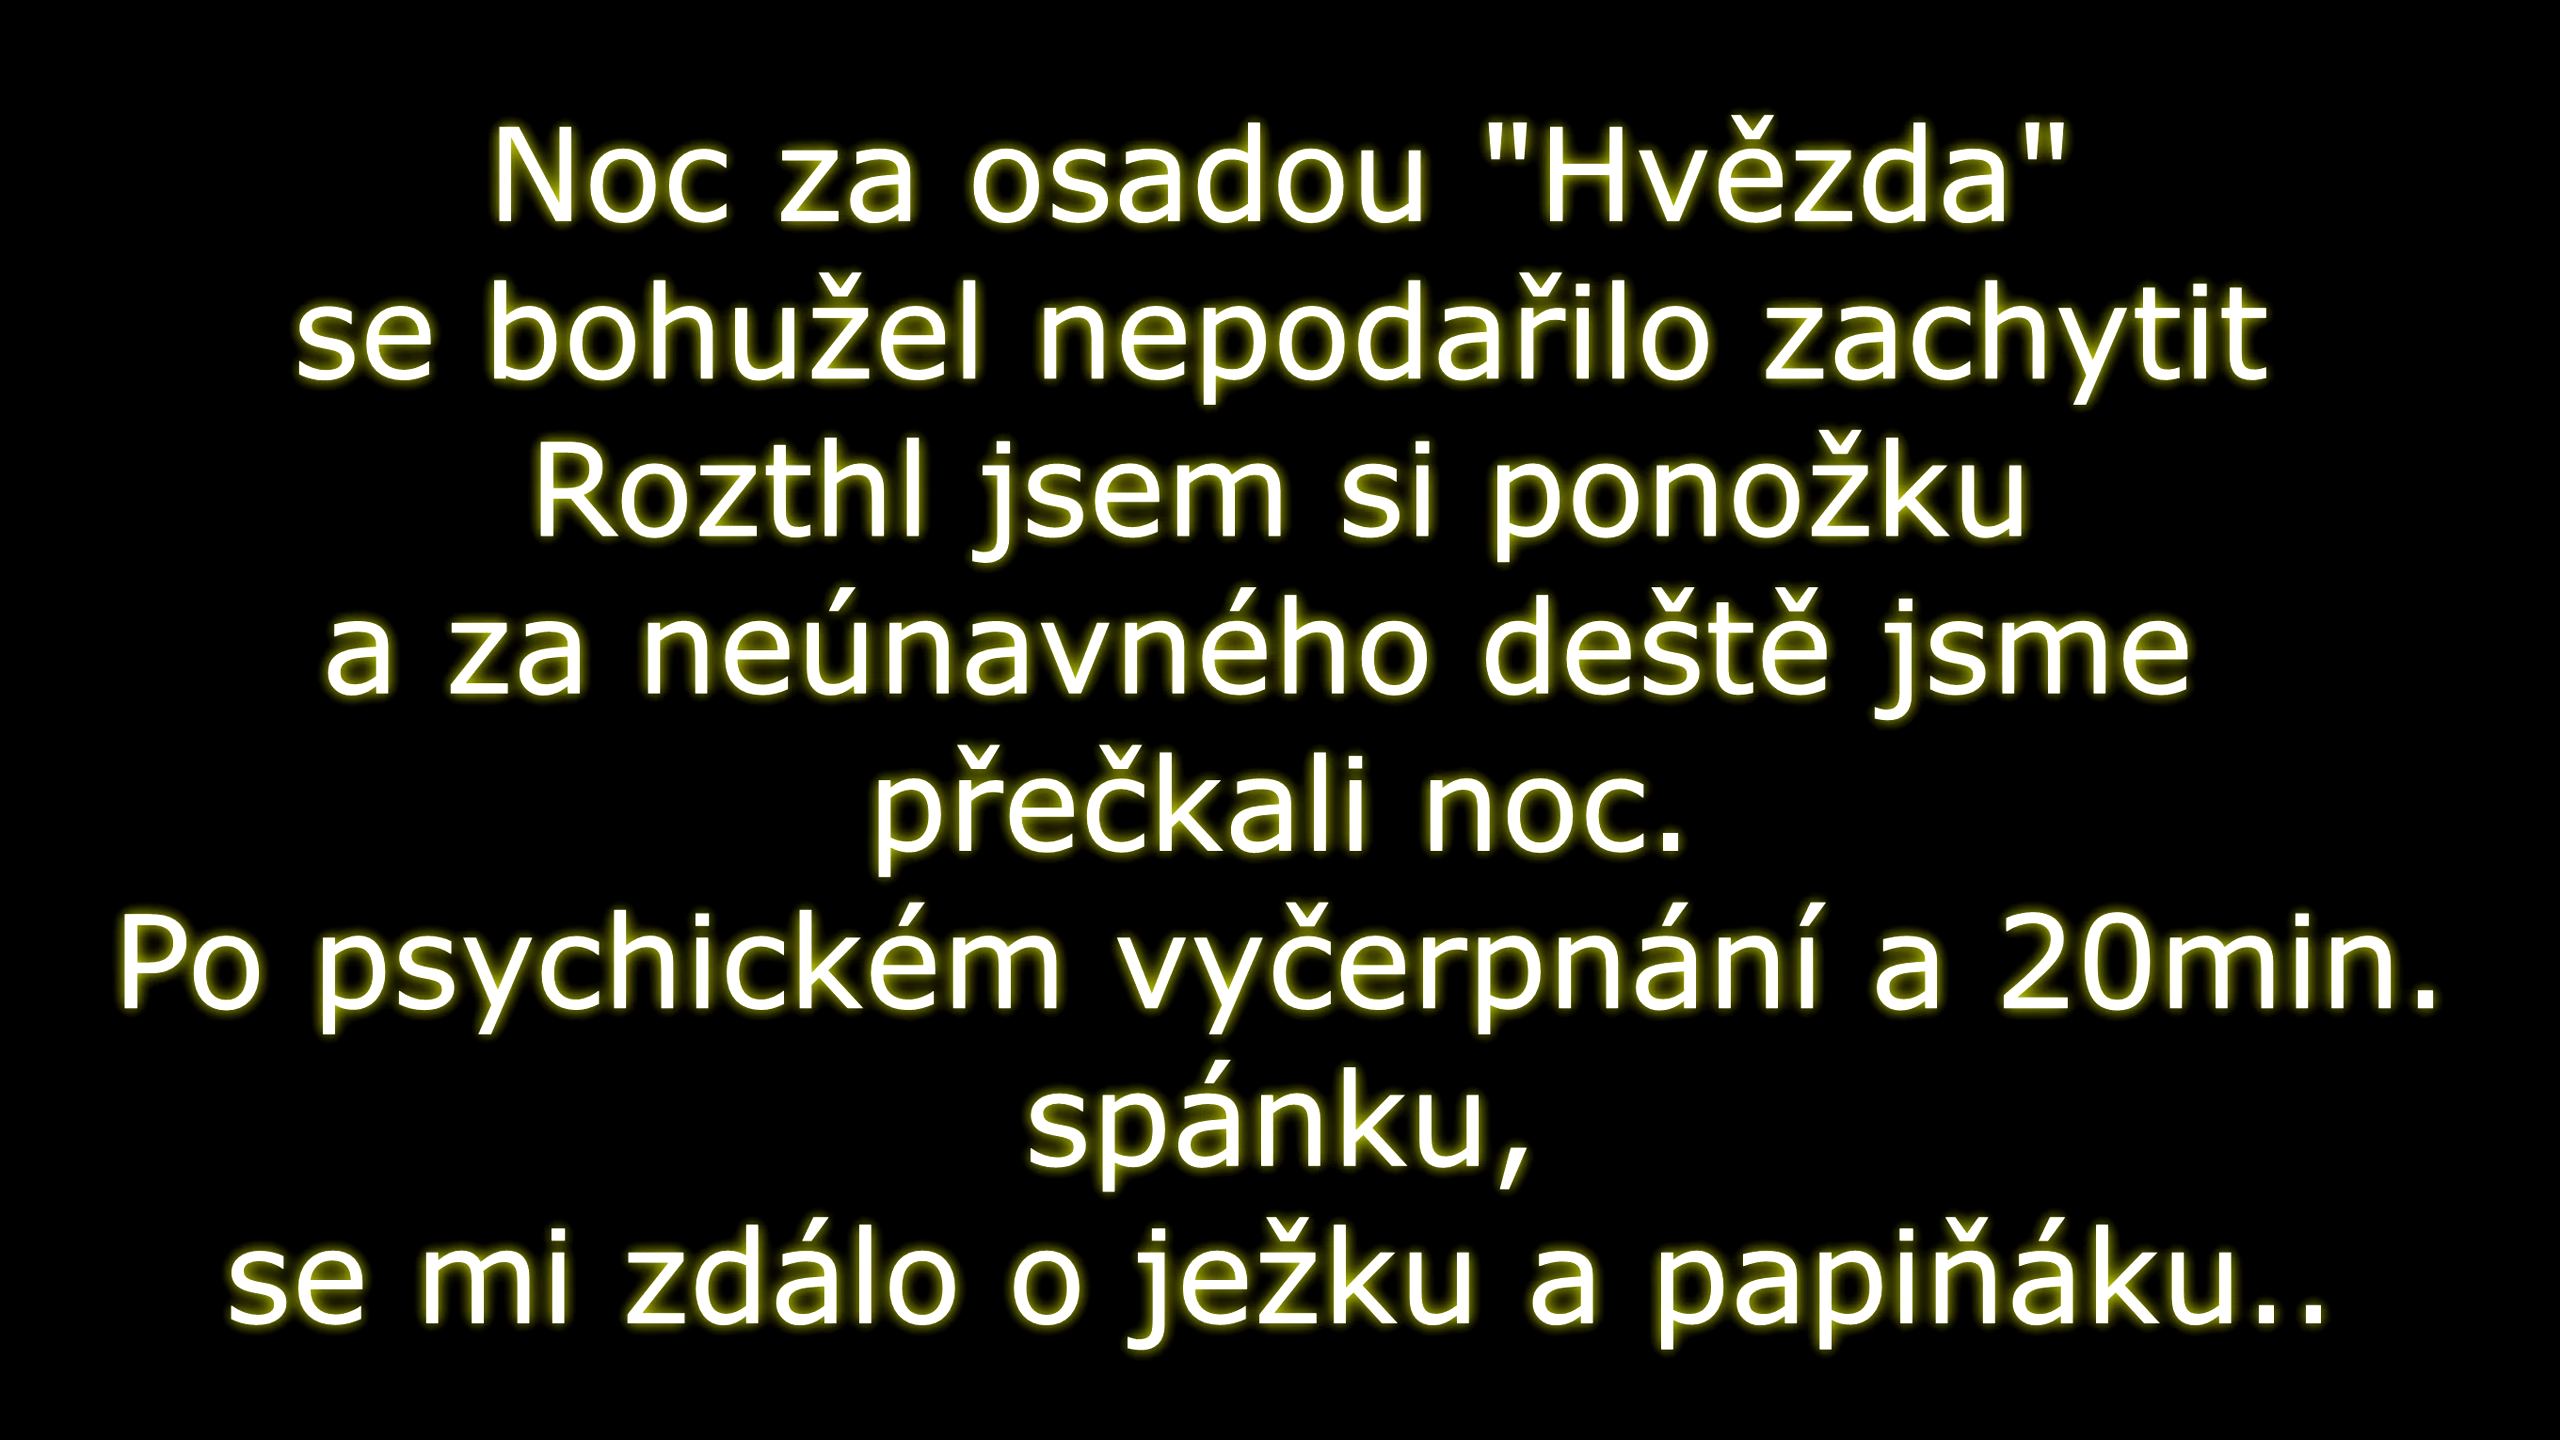 Noc za osadou "Hvězda"
se bohužel nepodařilo zachytit
Rozthl jsem si ponožku
a za neúnavného deště jsme
přečkali noc.
Po psychickém vyčerpnání a 20min.
spánku,
se mi zdálo o ježku a papiňáku..